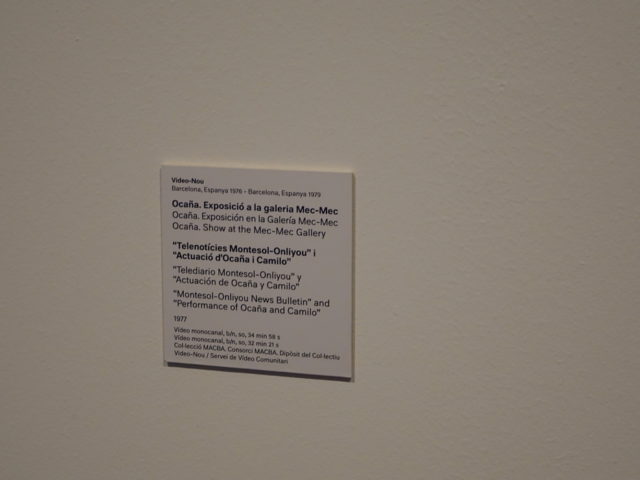 Video-Nou
Barcelona, Espanya 1976 - Barcelona, Espanya 1979
Ocaña. Exposició a la galeria Mec-Mec
Ocaña. Exposición en la Galería Mec-Mec
Ocaña. Show at the Mec-Mec Gallery
"Telenotícies Montesol-Onliyou" i
"Actuació d'Ocaña i Camilo"
"Telediario Montesol-Onliyou" y
"Actuación de Ocaña y Camilo"
"Montesol-Onliyou News Bulletin" and
"Performance of Ocaña and Camilo"
1977
Vídeo monocanal, b/n, so, 34 min 58 s
Vídeo monocanal, b/n, so, 32 min 21 s
Col·lecció MACBA. Consorci MACBA. Dipòsit del Col·lectiu
Video-Nou / Servei de Vídeo Comunitari